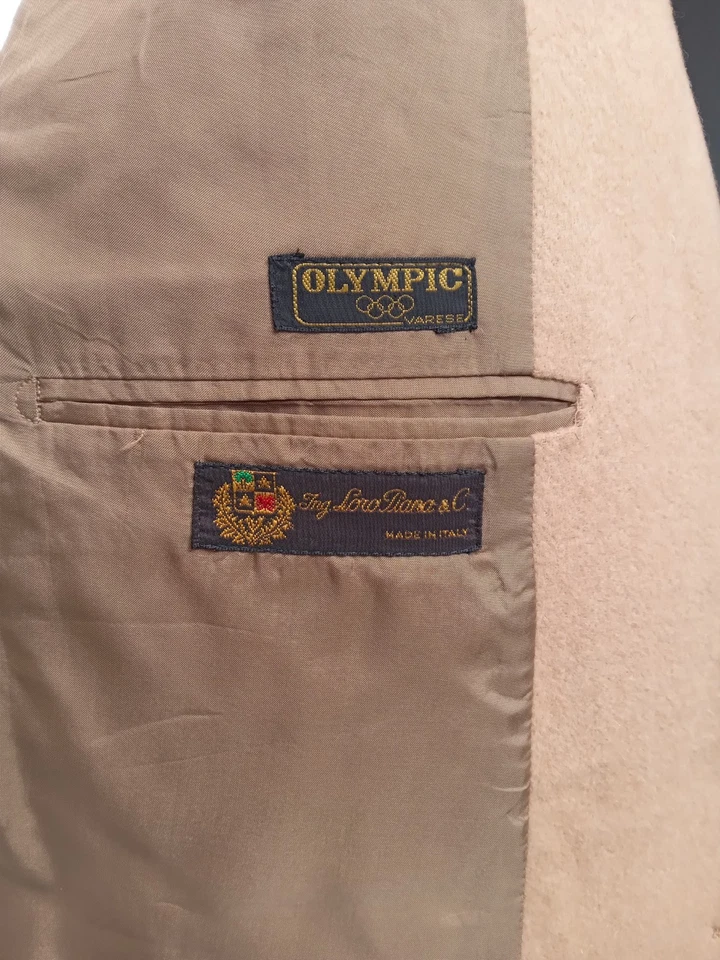 OLYMPIC
VARESE
Ing. Loro Piana & C.
MADE IN ITALY